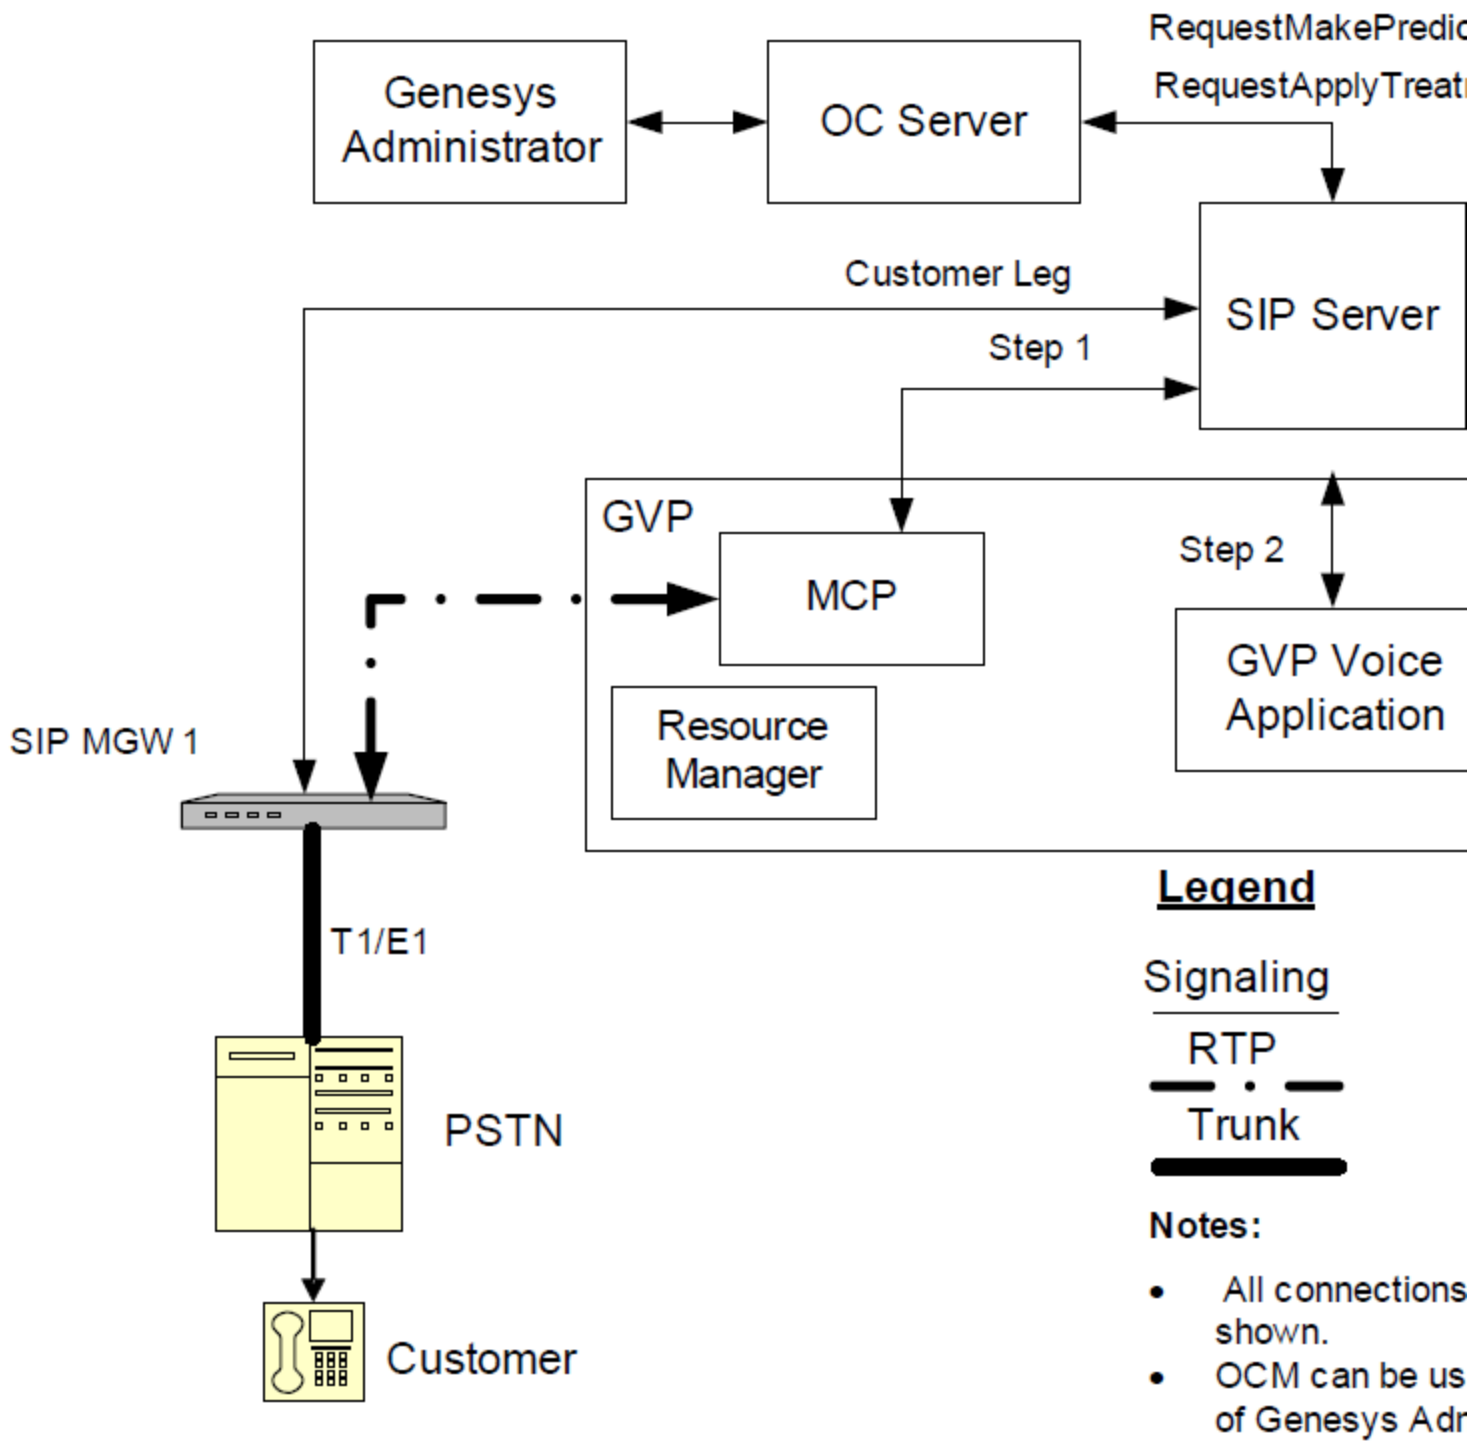 RequestMakePredic
RequestApplyTreat
Genesys
Administrator
OC Server
Customer Leg
SIP Server
Step 1
GVP
MCP
Step 2
GVP Voice
Application
Resource
Manager
SIP MGW 1
T1/E1
PSTN
Customer
Legend
Signaling
RTP
Trunk
Notes:
• All connections
shown.
• OCM can be us
of Genesys Adr